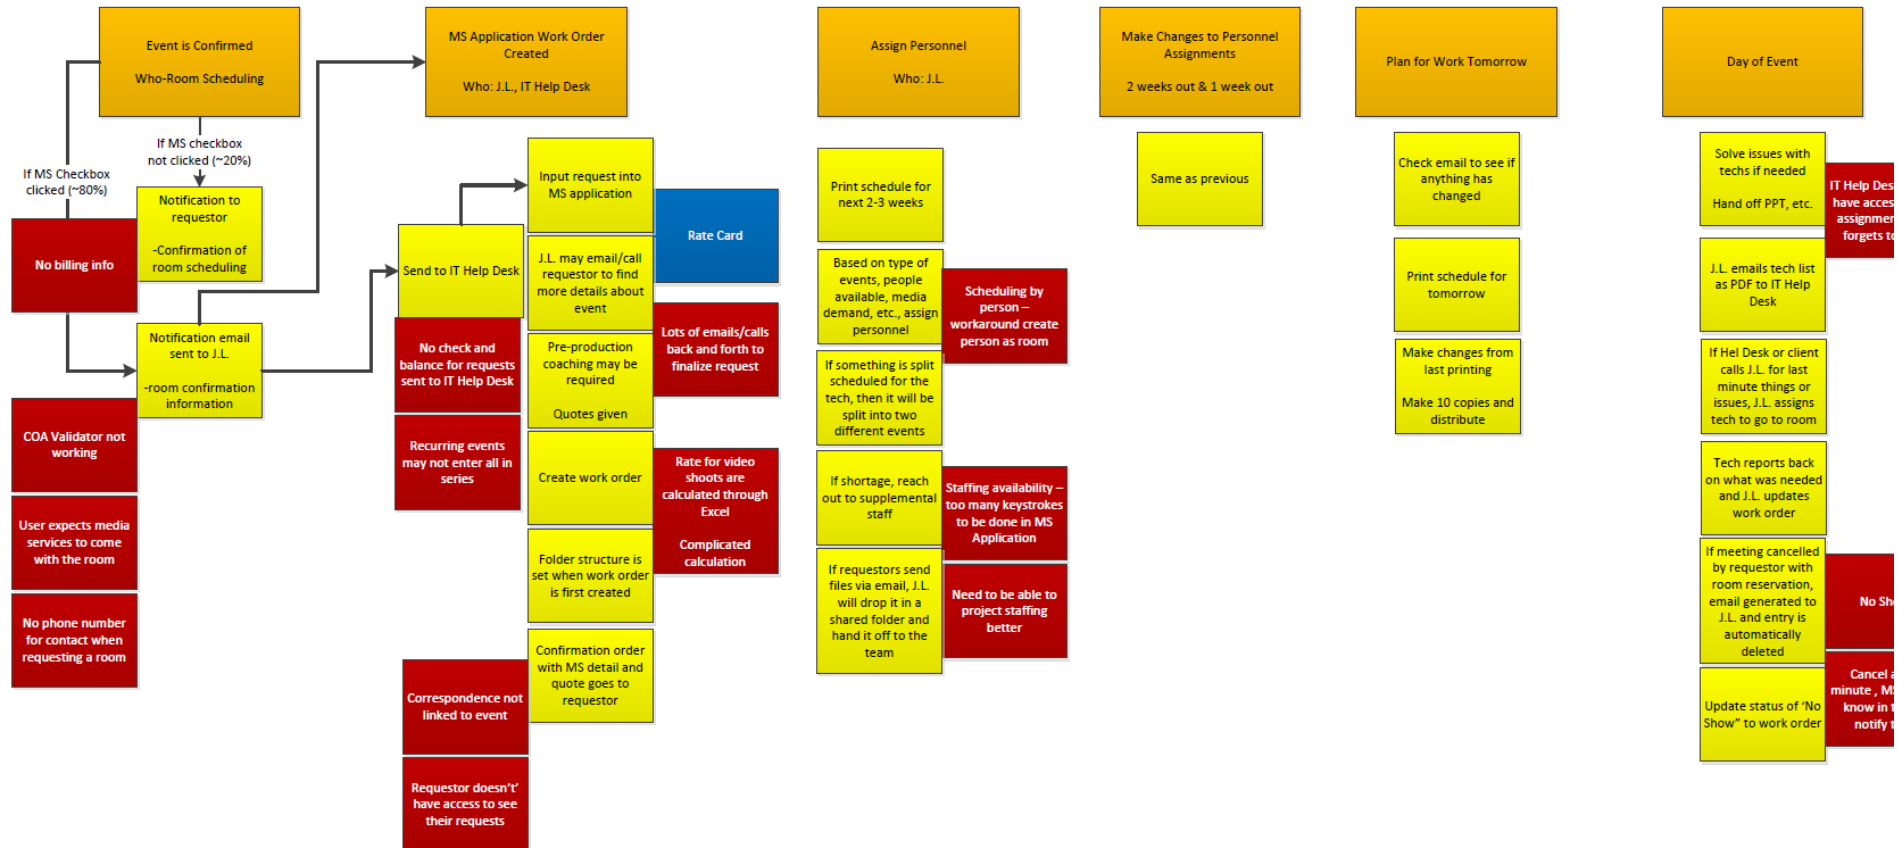 Event is Confirmed
Who-Room Scheduling
If MS Checkbox
clicked (~80%)
If MS checkbox
not clicked (~20%)
Notification to
requestor
-Confirmation of
room scheduling
No billing info
Notification email
sent to J.L.
-room confirmation
information
COA Validator not
working
User expects media
services to come
with the room
No phone number
for contact when
requesting a room
MS Application Work Order
Created
Who: J.L., IT Help Desk
Send to IT Help Desk
No check and
balance for requests
sent to IT Help Desk
Recurring events
may not enter all in
series
Input request into
MS application
J.L. may email/call
requestor to find
more details about
event
Pre-production
coaching may be
required
Quotes given
Create work order
Folder structure is
set when work order
is first created
Confirmation order
with MS detail and
quote goes to
requestor
Correspondence not
linked to event
Requestor doesn't'
have access to see
their requests
Rate Card
Lots of emails/calls
back and forth to
finalize request
Rate for video
shoots are
calculated through
Excel
Complicated
calculation
Assign Personnel
Who: J.L.
Print schedule for
next 2-3 weeks
Based on type of
events, people
available, media
demand, etc., assign
personnel
If something is split
scheduled for the
tech, then it will be
split into two
different events
If shortage, reach
out to supplemental
staff
If requestors send
files via email, J.L.
will drop it in a
shared folder and
hand it off to the
team
Scheduling by
person –
workaround create
person as room
Staffing availability –
too many keystrokes
to be done in MS
Application
Need to be able to
project staffing
better
Make Changes to Personnel
Assignments
2 weeks out & 1 week out
Same as previous
Plan for Work Tomorrow
Check email to see if
anything has
changed
Print schedule for
tomorrow
Make changes from
last printing
Make 10 copies and
distribute
Day of Event
Solve issues with
techs if needed
Hand off PPT, etc.
J.L. emails tech list
as PDF to IT Help
Desk
If Hel Desk or client
calls J.L. for last
minute things or
issues, J.L. assigns
tech to go to room
Tech reports back
on what was needed
and J.L. updates
work order
If meeting cancelled
by requestor with
room reservation,
email generated to
J.L. and entry is
automatically
deleted
Update status of 'No
Show" to work order
IT Help
have
forgets
No
Cancel
minute , MS
know in
notify